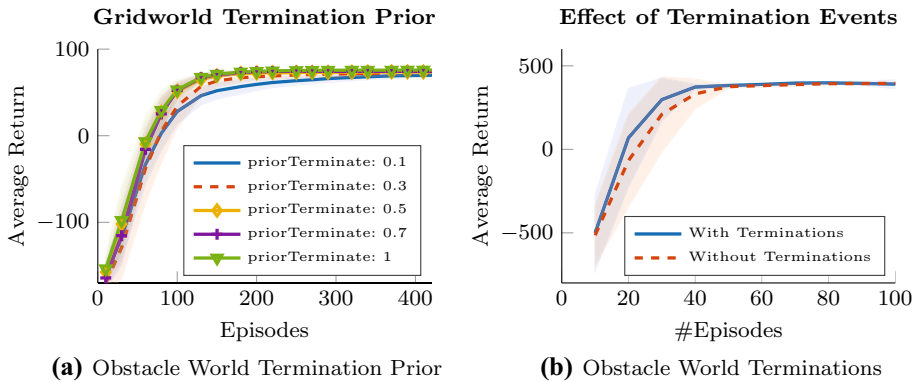 Gridworld Termination Prior
100
0
−100
0
100
200
300
400
Average Return
Episodes
priorTerminate: 0.1
priorTerminate: 0.3
priorTerminate: 0.5
priorTerminate: 0.7
priorTerminate: 1
(a) Obstacle World Termination Prior
Effect of Termination Events
500
0
−500
0
20
40
60
80
100
Average Return
#Episodes
With Terminations
Without Terminations
(b) Obstacle World Terminations